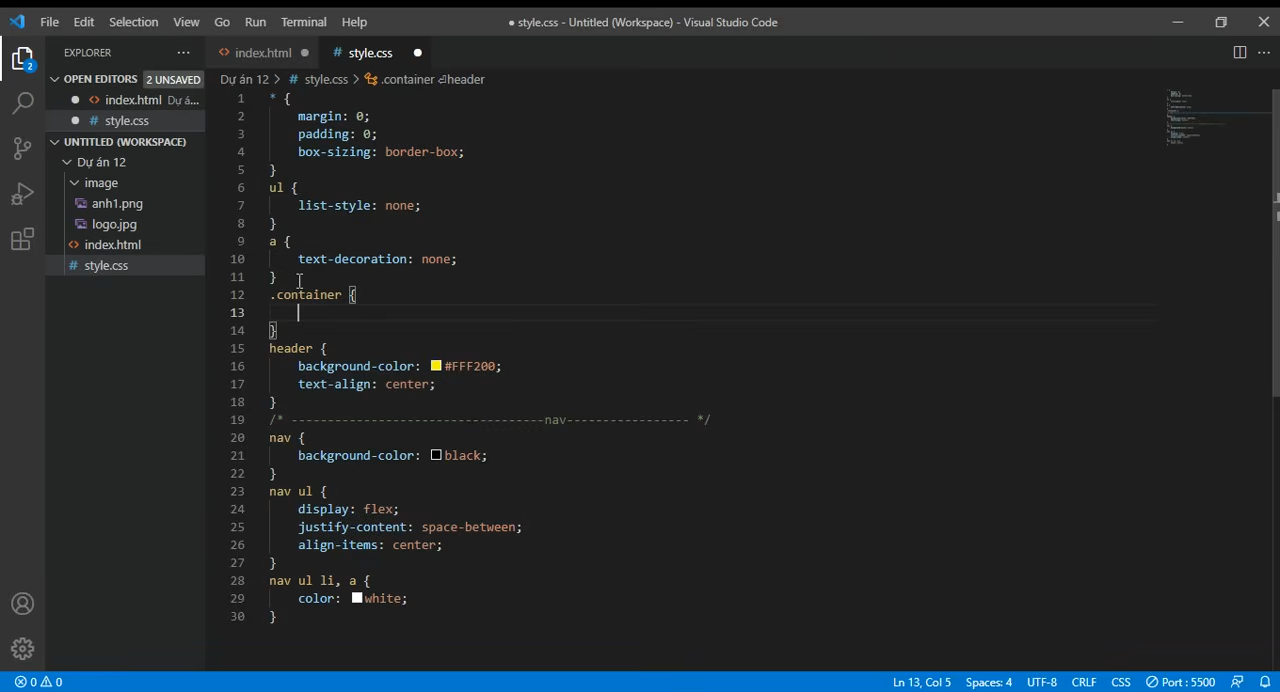 File Edit Selection View Go Run Terminal Help
● style.css - Untitled (Workspace) - Visual Studio Code
EXPLORER
OPEN EDITORS 2 UNSAVED
index.html Dự á...
style.css
UNTITLED (WORKSPACE)
Dự án 12
image
anh1.png
logo.jpg
index.html
style.css
2
index.html
style.css
Dự án 12 > # style.css > .container ⏎header
1 * {
2 margin: 0;
3 padding: 0;
4 box-sizing: border-box;
5 }
6 ul {
7 list-style: none;
8 }
9 a {
10 text-decoration: none;
11 }
12 .container {
13
14 }
15 header {
16 background-color: #FFF200;
17 text-align: center;
18 }
19 /* -----------------------------------nav----------------- */
20 nav {
21 background-color: black;
22 }
23 nav ul {
24 display: flex;
25 justify-content: space-between;
26 align-items: center;
27 }
28 nav ul li, a {
29 color: white;
30 }
0 0 Ln 13, Col 5 Spaces: 4 UTF-8 CRLF CSS Port : 5500